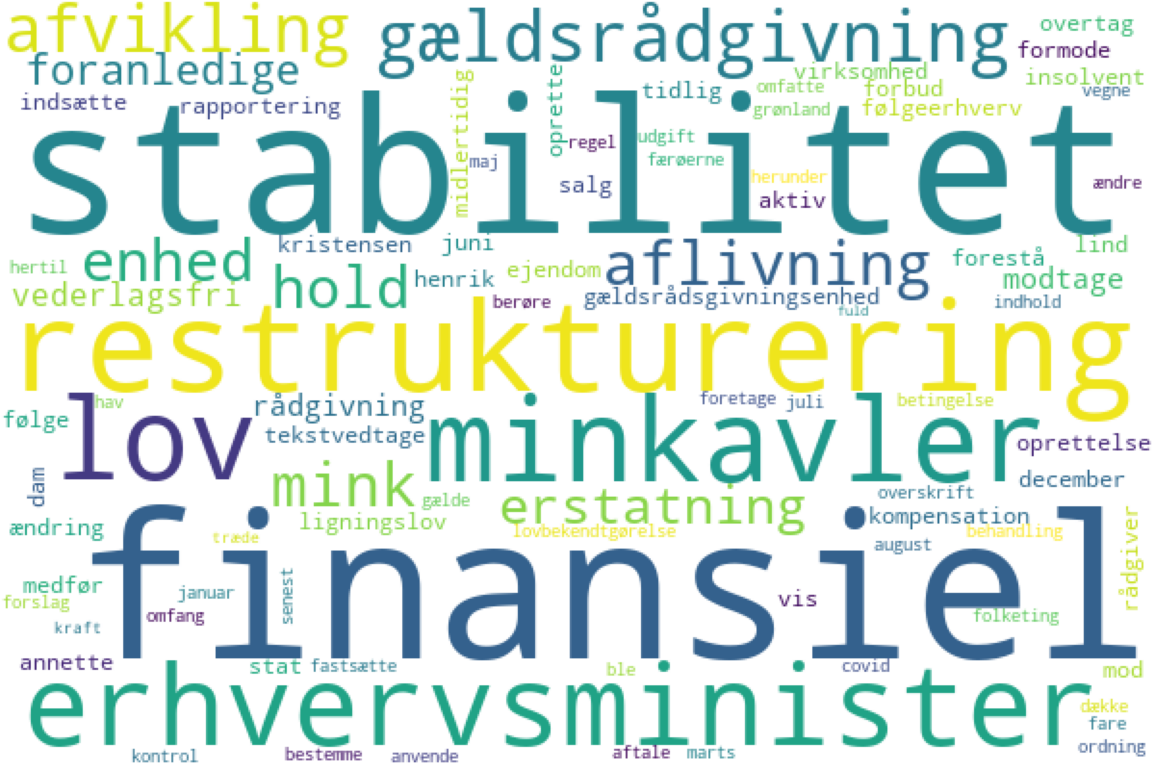 afvikling
gældsrådgivning
overtag
formode
foranledige
virksomhed
insolvent
indsætte
rapportering
midlertidig
oprette
tidlig
omfatte
forbud
vegne
grønland
følgeerhverv
stabilitet
maj
regel
udgift
færøerne
salg
herunder
aktiv
ændre
enhed
kristensen
juni
aflivning
forestå
lind
hertil
hold
henrik
ejendom
modtage
vederlagsfri
berøre
gældsrådsgivningsenhed
indhold
fuld
restrukturering
hav
lov
rådgivning
foretage
juli
betingelse
følge
tekstvedtage
minkavler
oprettelse
dam
mink
gælde
erstatning
overskrift
december
ændring
ligningslov
lovbekendtgørelse
kompensation
behandling
træde
august
rådgiver
finansiel
medfør
januar
senest
vis
forslag
omfang
folketing
kraft
annette
stat
fastsætte
ble
covid
mod
erhvervsminister
dække
fare
kontrol
bestemme
anvende
aftale
marts
ordning